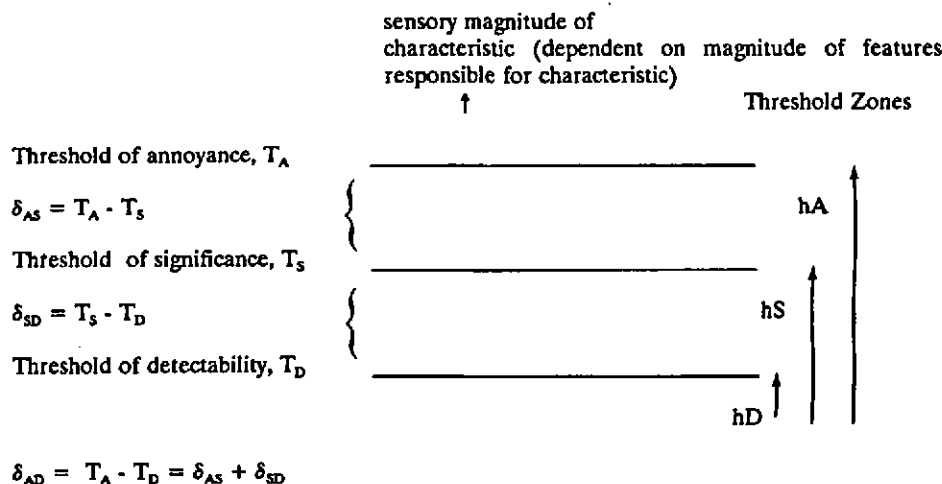 sensory magnitude of
characteristic (dependent on magnitude of features
responsible for characteristic)
Threshold Zones
Threshold of annoyance, T_A
δ_AS = T_A - T_S
hA
Threshold of significance, T_S
δ_SD = T_S - T_D
hS
Threshold of detectability, T_D
hD
δ_AD = T_A - T_D = δ_AS + δ_SD